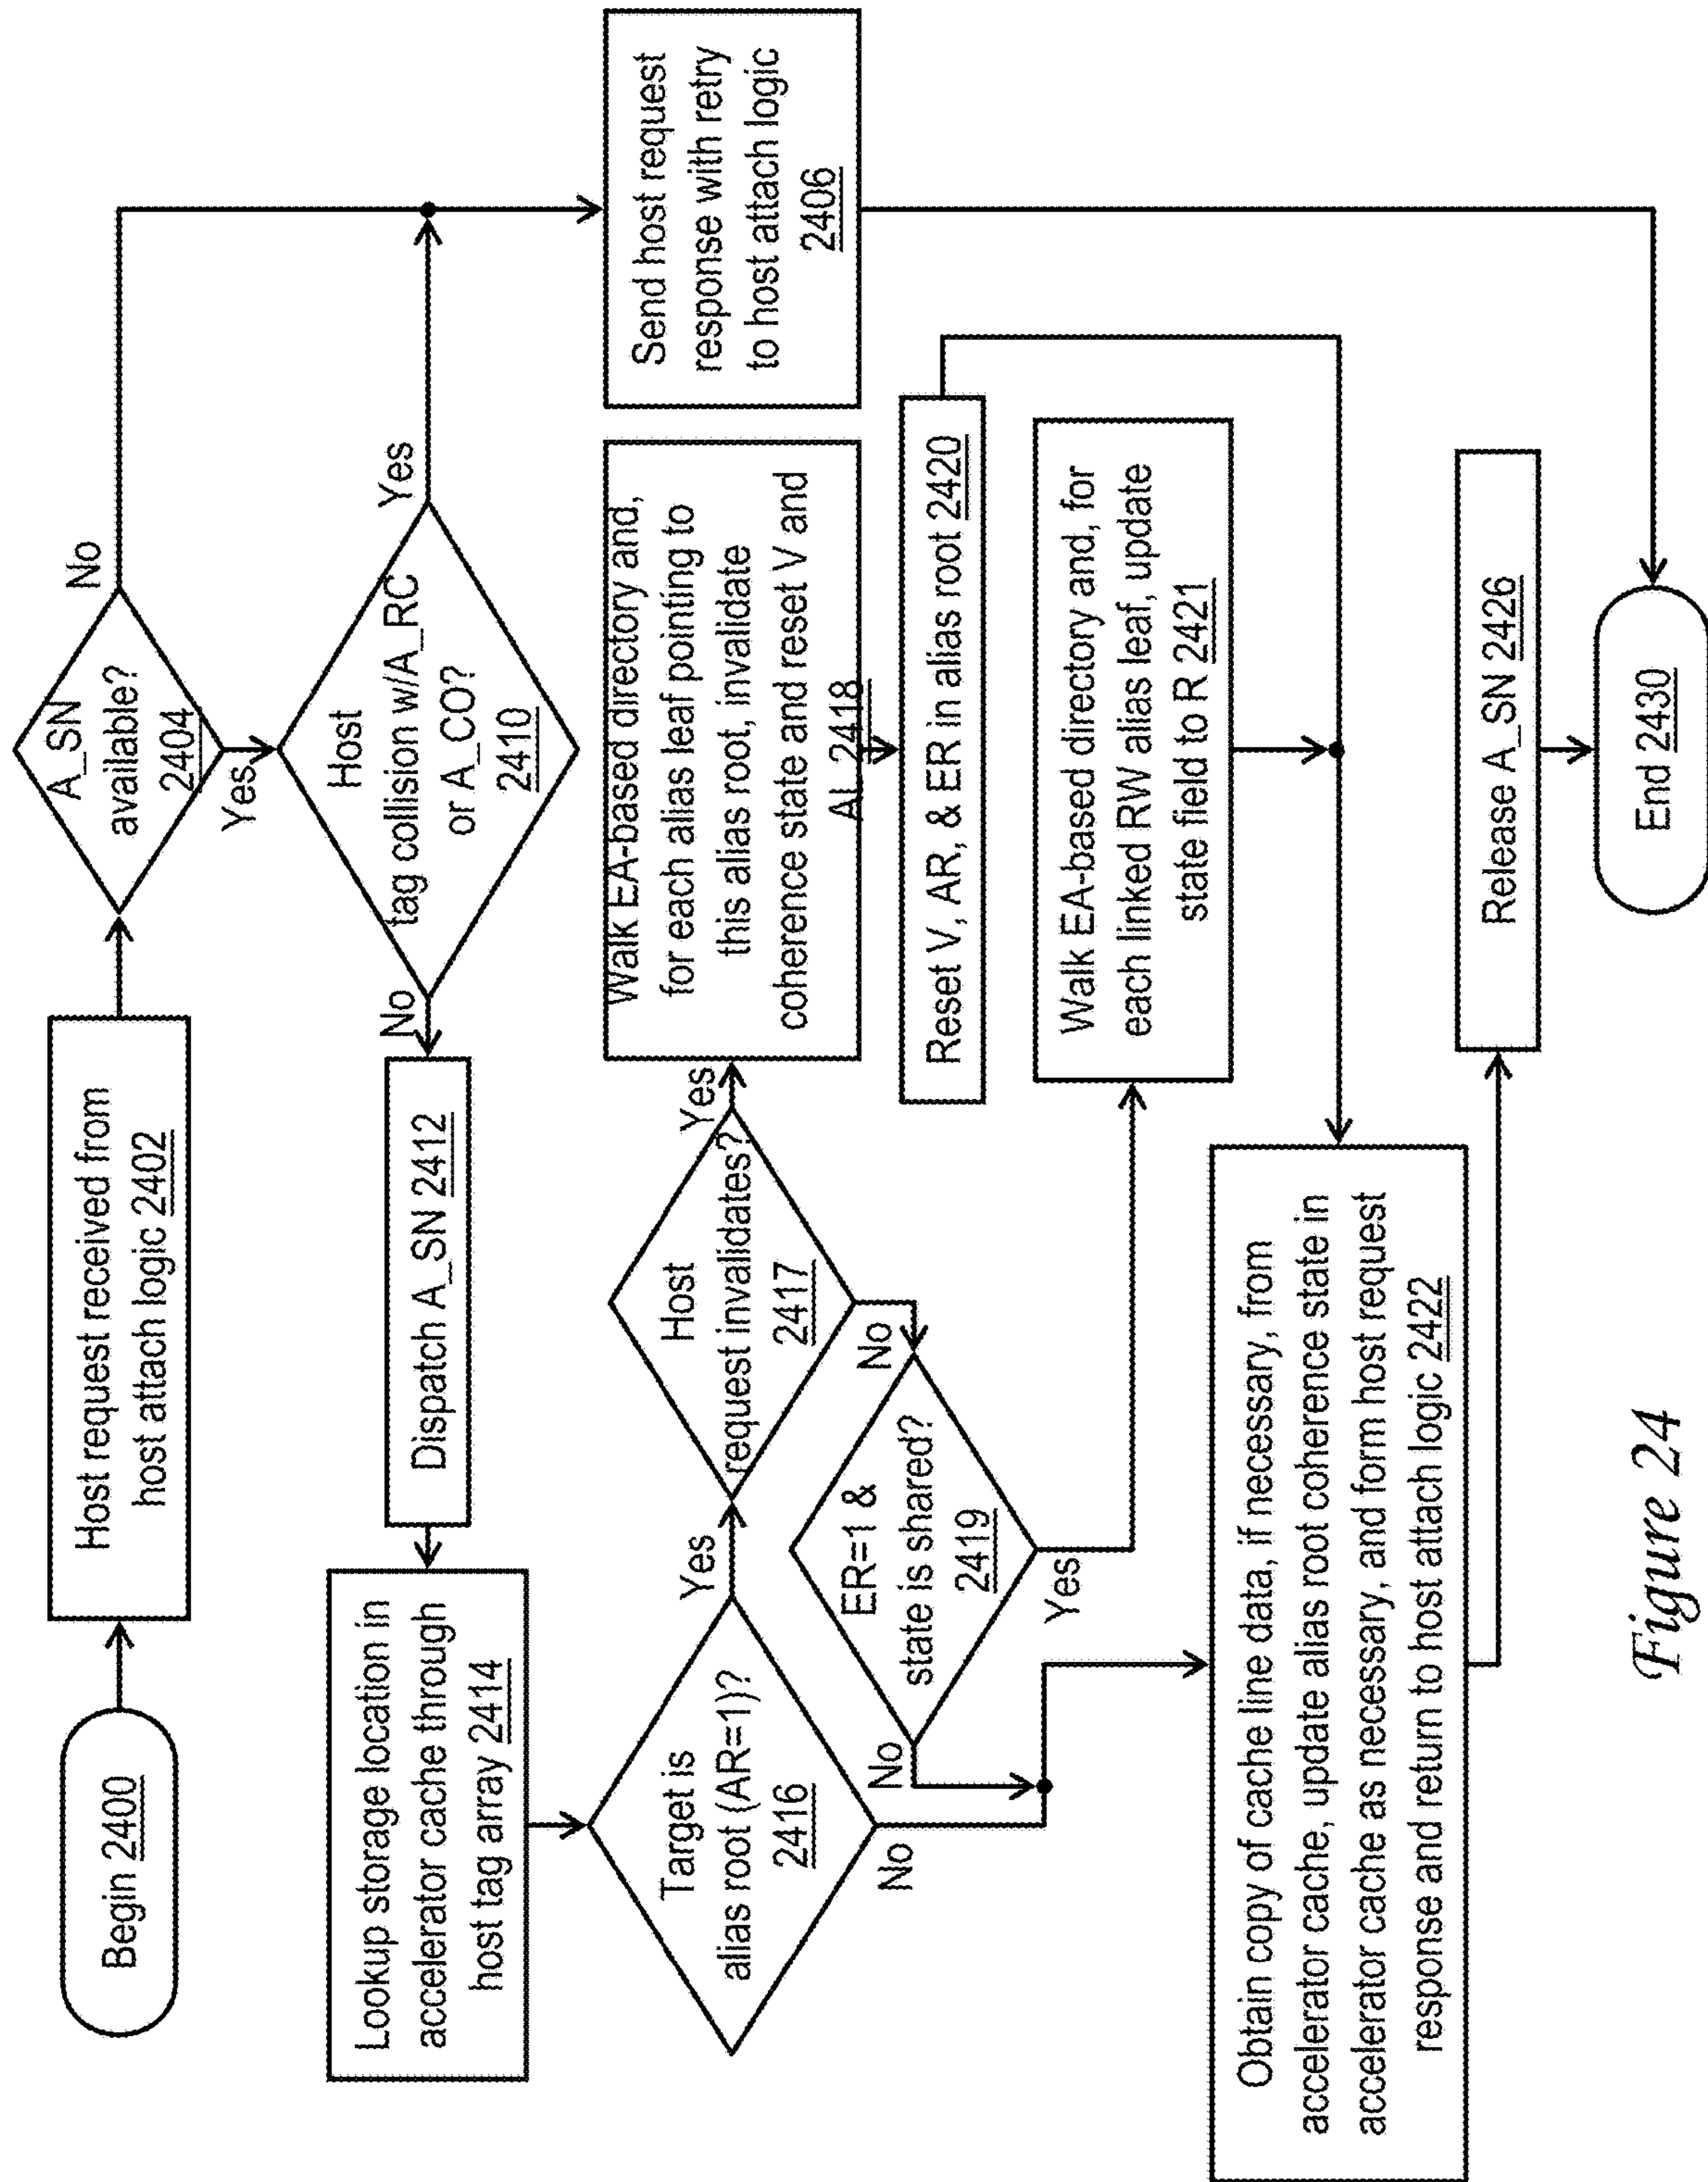 Begin 2400
Host request received from
host attach logic 2402
A_SN
available?
2404
No
Yes
Host
tag collision w/A_RC
or A_CO?
2410
Yes
No
Send host request
response with retry
to host attach logic
2406
Dispatch A_SN 2412
Lookup storage location in
accelerator cache through
host tag array 2414
Target is
alias root (AR=1)?
2416
Yes
No
Host
request invalidates?
2417
Yes
No
Walk EA-based directory and,
for each alias leaf pointing to
this alias root, invalidate
coherence state and reset V and
AL 2418
Reset V, AR, & ER in alias root 2420
ER=1 &
state is shared?
2419
No
Yes
Walk EA-based directory and, for
each linked RW alias leaf, update
state field to R 2421
Obtain copy of cache line data, if necessary, from
accelerator cache, update alias root coherence state in
accelerator cache as necessary, and form host request
response and return to host attach logic 2422
Release A_SN 2426
End 2430
Figure 24